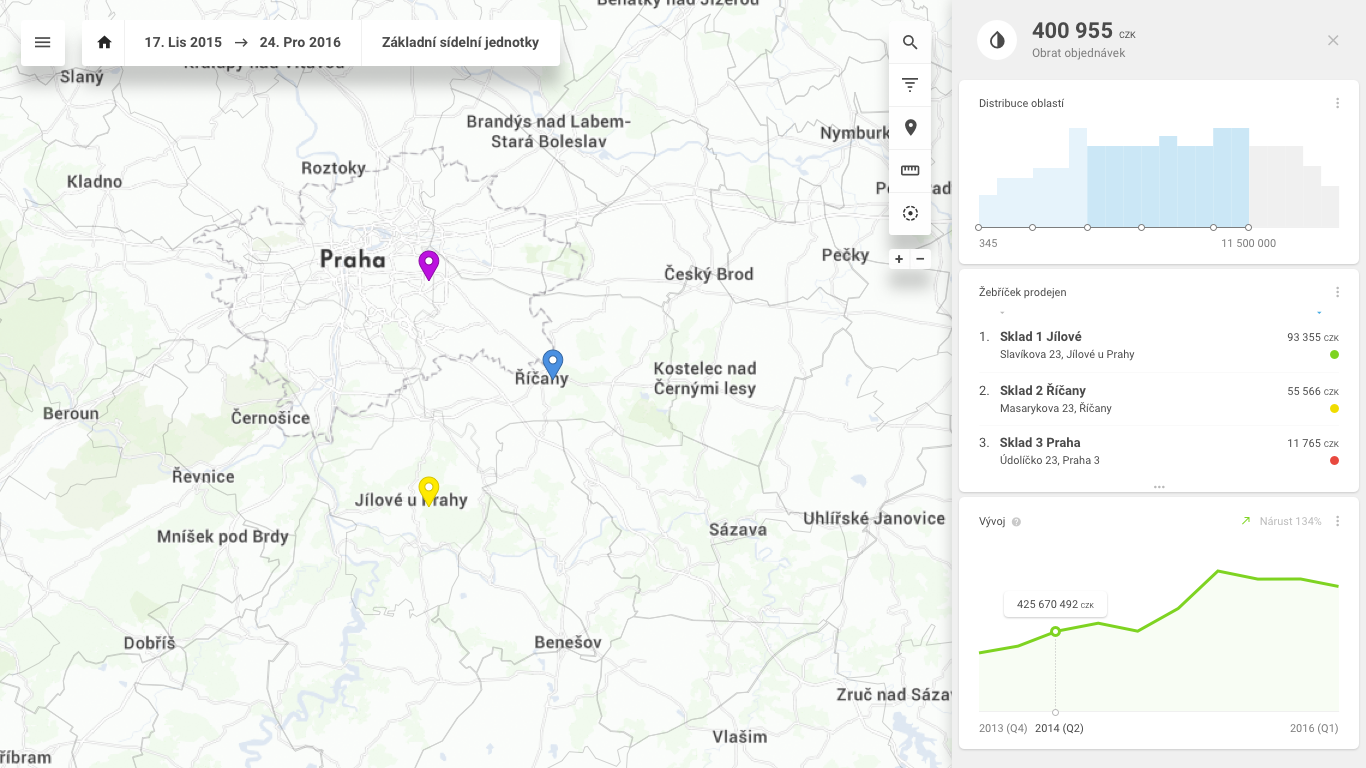 17. Lis 2015 → 24. Pro 2016
Základní sídelní jednotky
Benátky nad Jizerou
Kralupy nad Vltavou
Slaný
Brandýs nad Labem-
Stará Boleslav
Nymburk
Roztoky
Kladno
Praha
Pečky
Český Brod
Říčany
Kostelec nad
Černými lesy
Beroun
Černošice
Řevnice
Jílové u Prahy
Mníšek pod Brdy
Sázava
Uhlířské Janovice
Dobříš
Benešov
Zruč nad Sázav
Vlašim
říbram
+ −
400 955 CZK
Obrat objednávek
Distribuce oblastí
345
11 500 000
Žebříček prodejen
1. Sklad 1 Jílové
93 355 CZK
Slavíkova 23, Jílové u Prahy
2. Sklad 2 Říčany
55 566 CZK
Masarykova 23, Říčany
3. Sklad 3 Praha
11 765 CZK
Údolíčko 23, Praha 3
Vývoj
Nárust 134%
425 670 492 CZK
2013 (Q4)
2014 (Q2)
2016 (Q1)